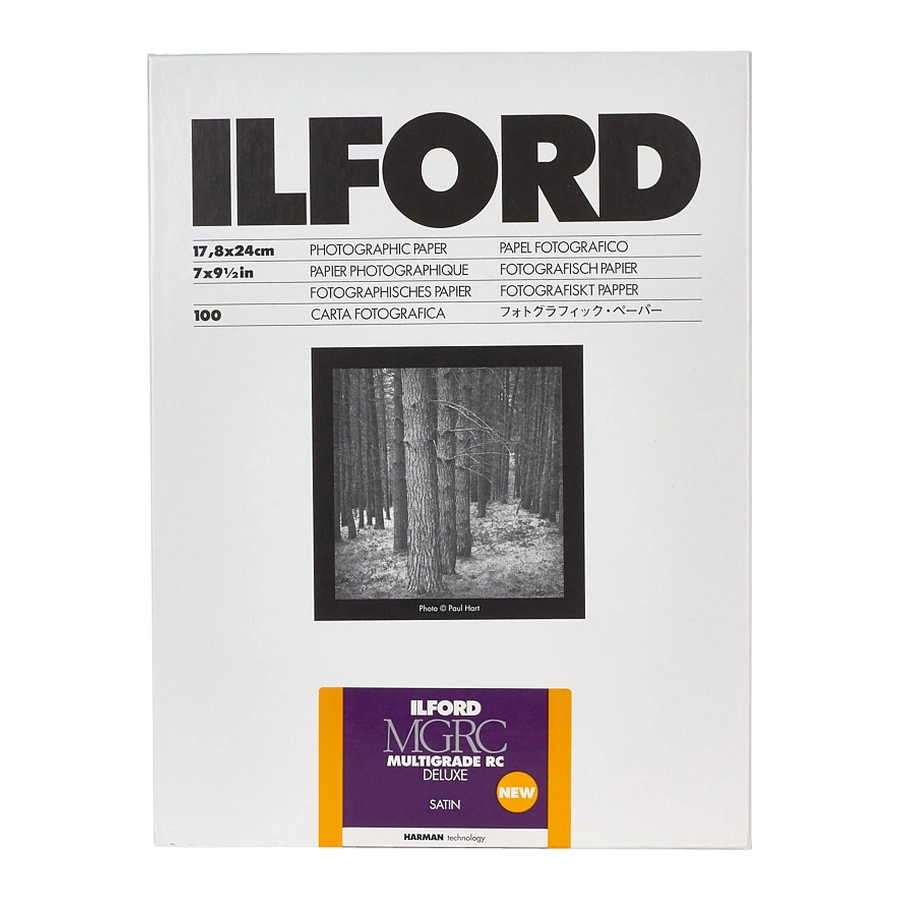 ILFORD
17,8x24cm PHOTOGRAPHIC PAPER PAPEL FOTOGRAFICO
7x9½in PAPIER PHOTOGRAPHIQUE FOTOGRAFISCH PAPIER
FOTOGRAPHISCHES PAPIER FOTOGRAFISKT PAPPER
100 CARTA FOTOGRAFICA フォトグラフィック・ペーパー
Photo © Paul Hart
ILFORD
MGRC
MULTIGRADE RC
DELUXE
NEW
SATIN
HARMAN technology